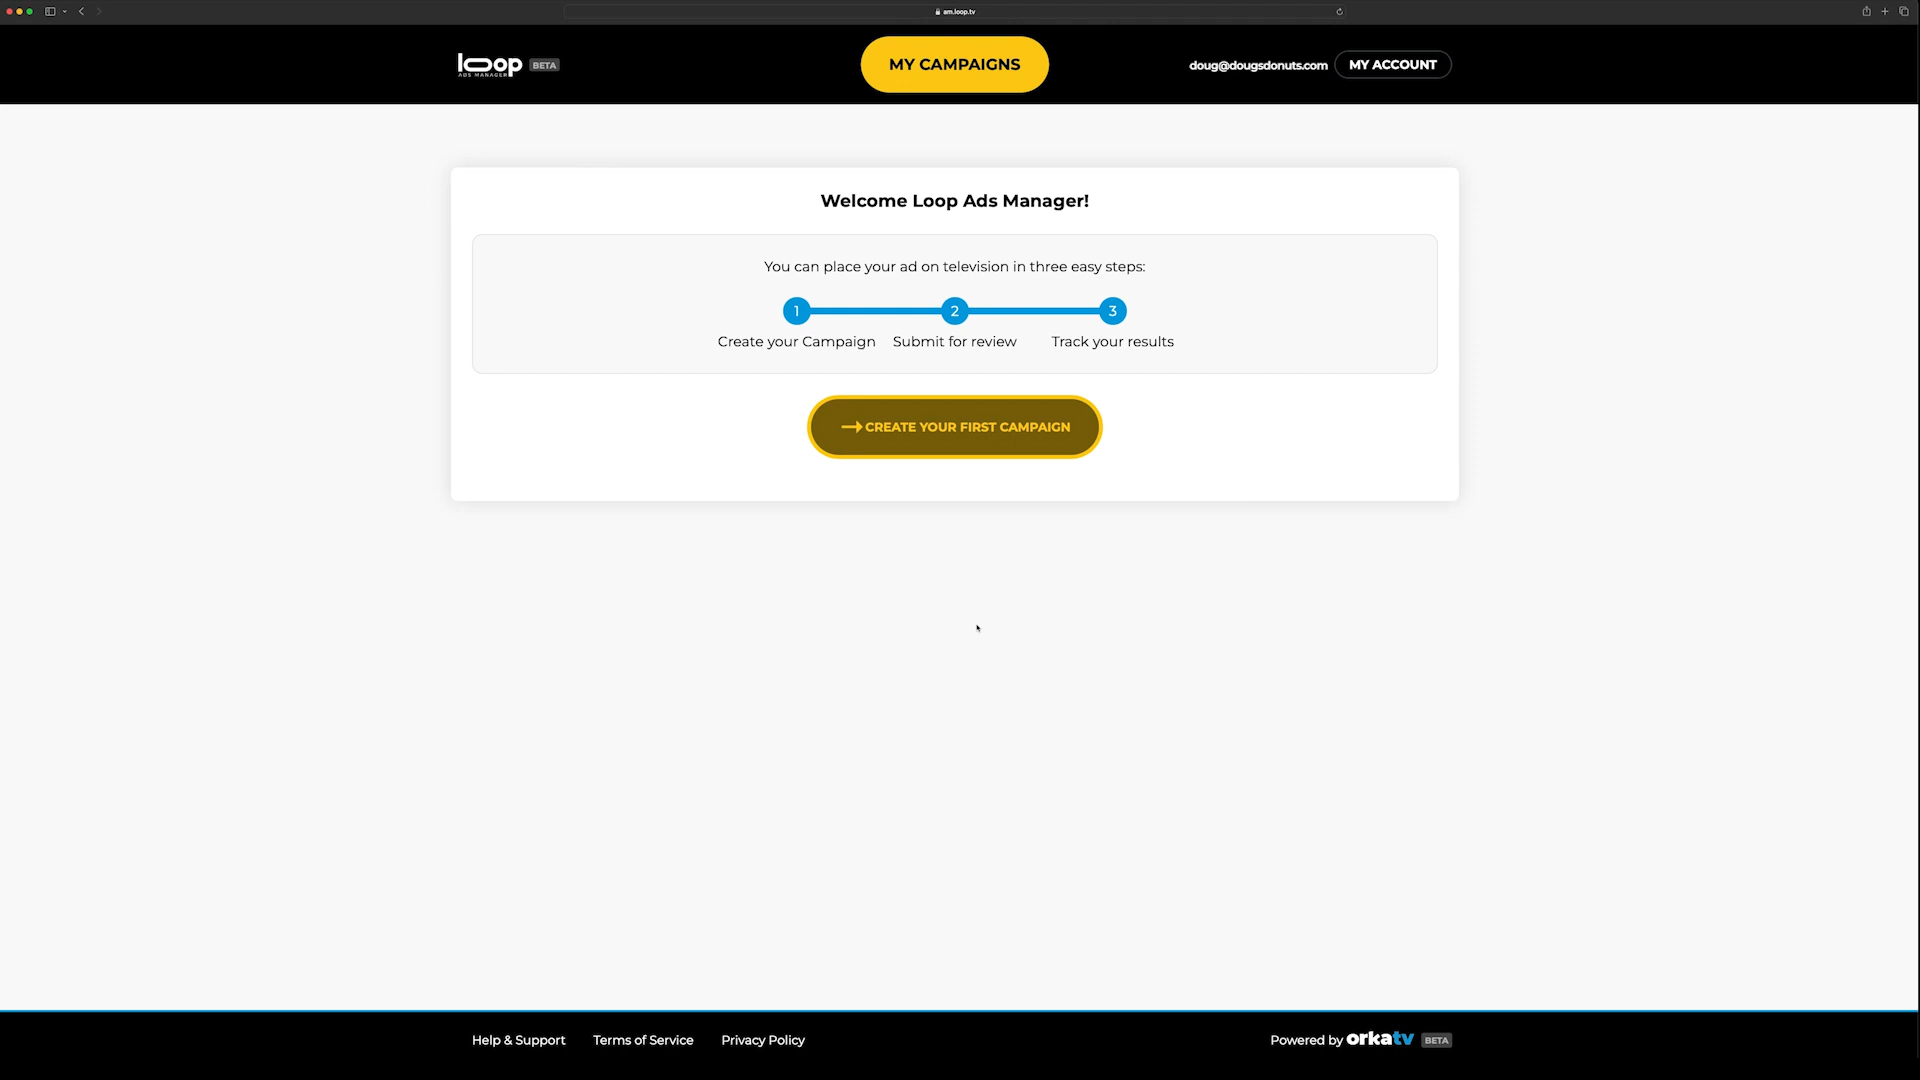 am.loop.tv
loop BETA
ADS MANAGER
MY CAMPAIGNS
doug@dougsdonuts.com
MY ACCOUNT
Welcome Loop Ads Manager!
You can place your ad on television in three easy steps:
1 2 3
Create your Campaign Submit for review Track your results
CREATE YOUR FIRST CAMPAIGN
Help & Support Terms of Service Privacy Policy
Powered by orkatv BETA